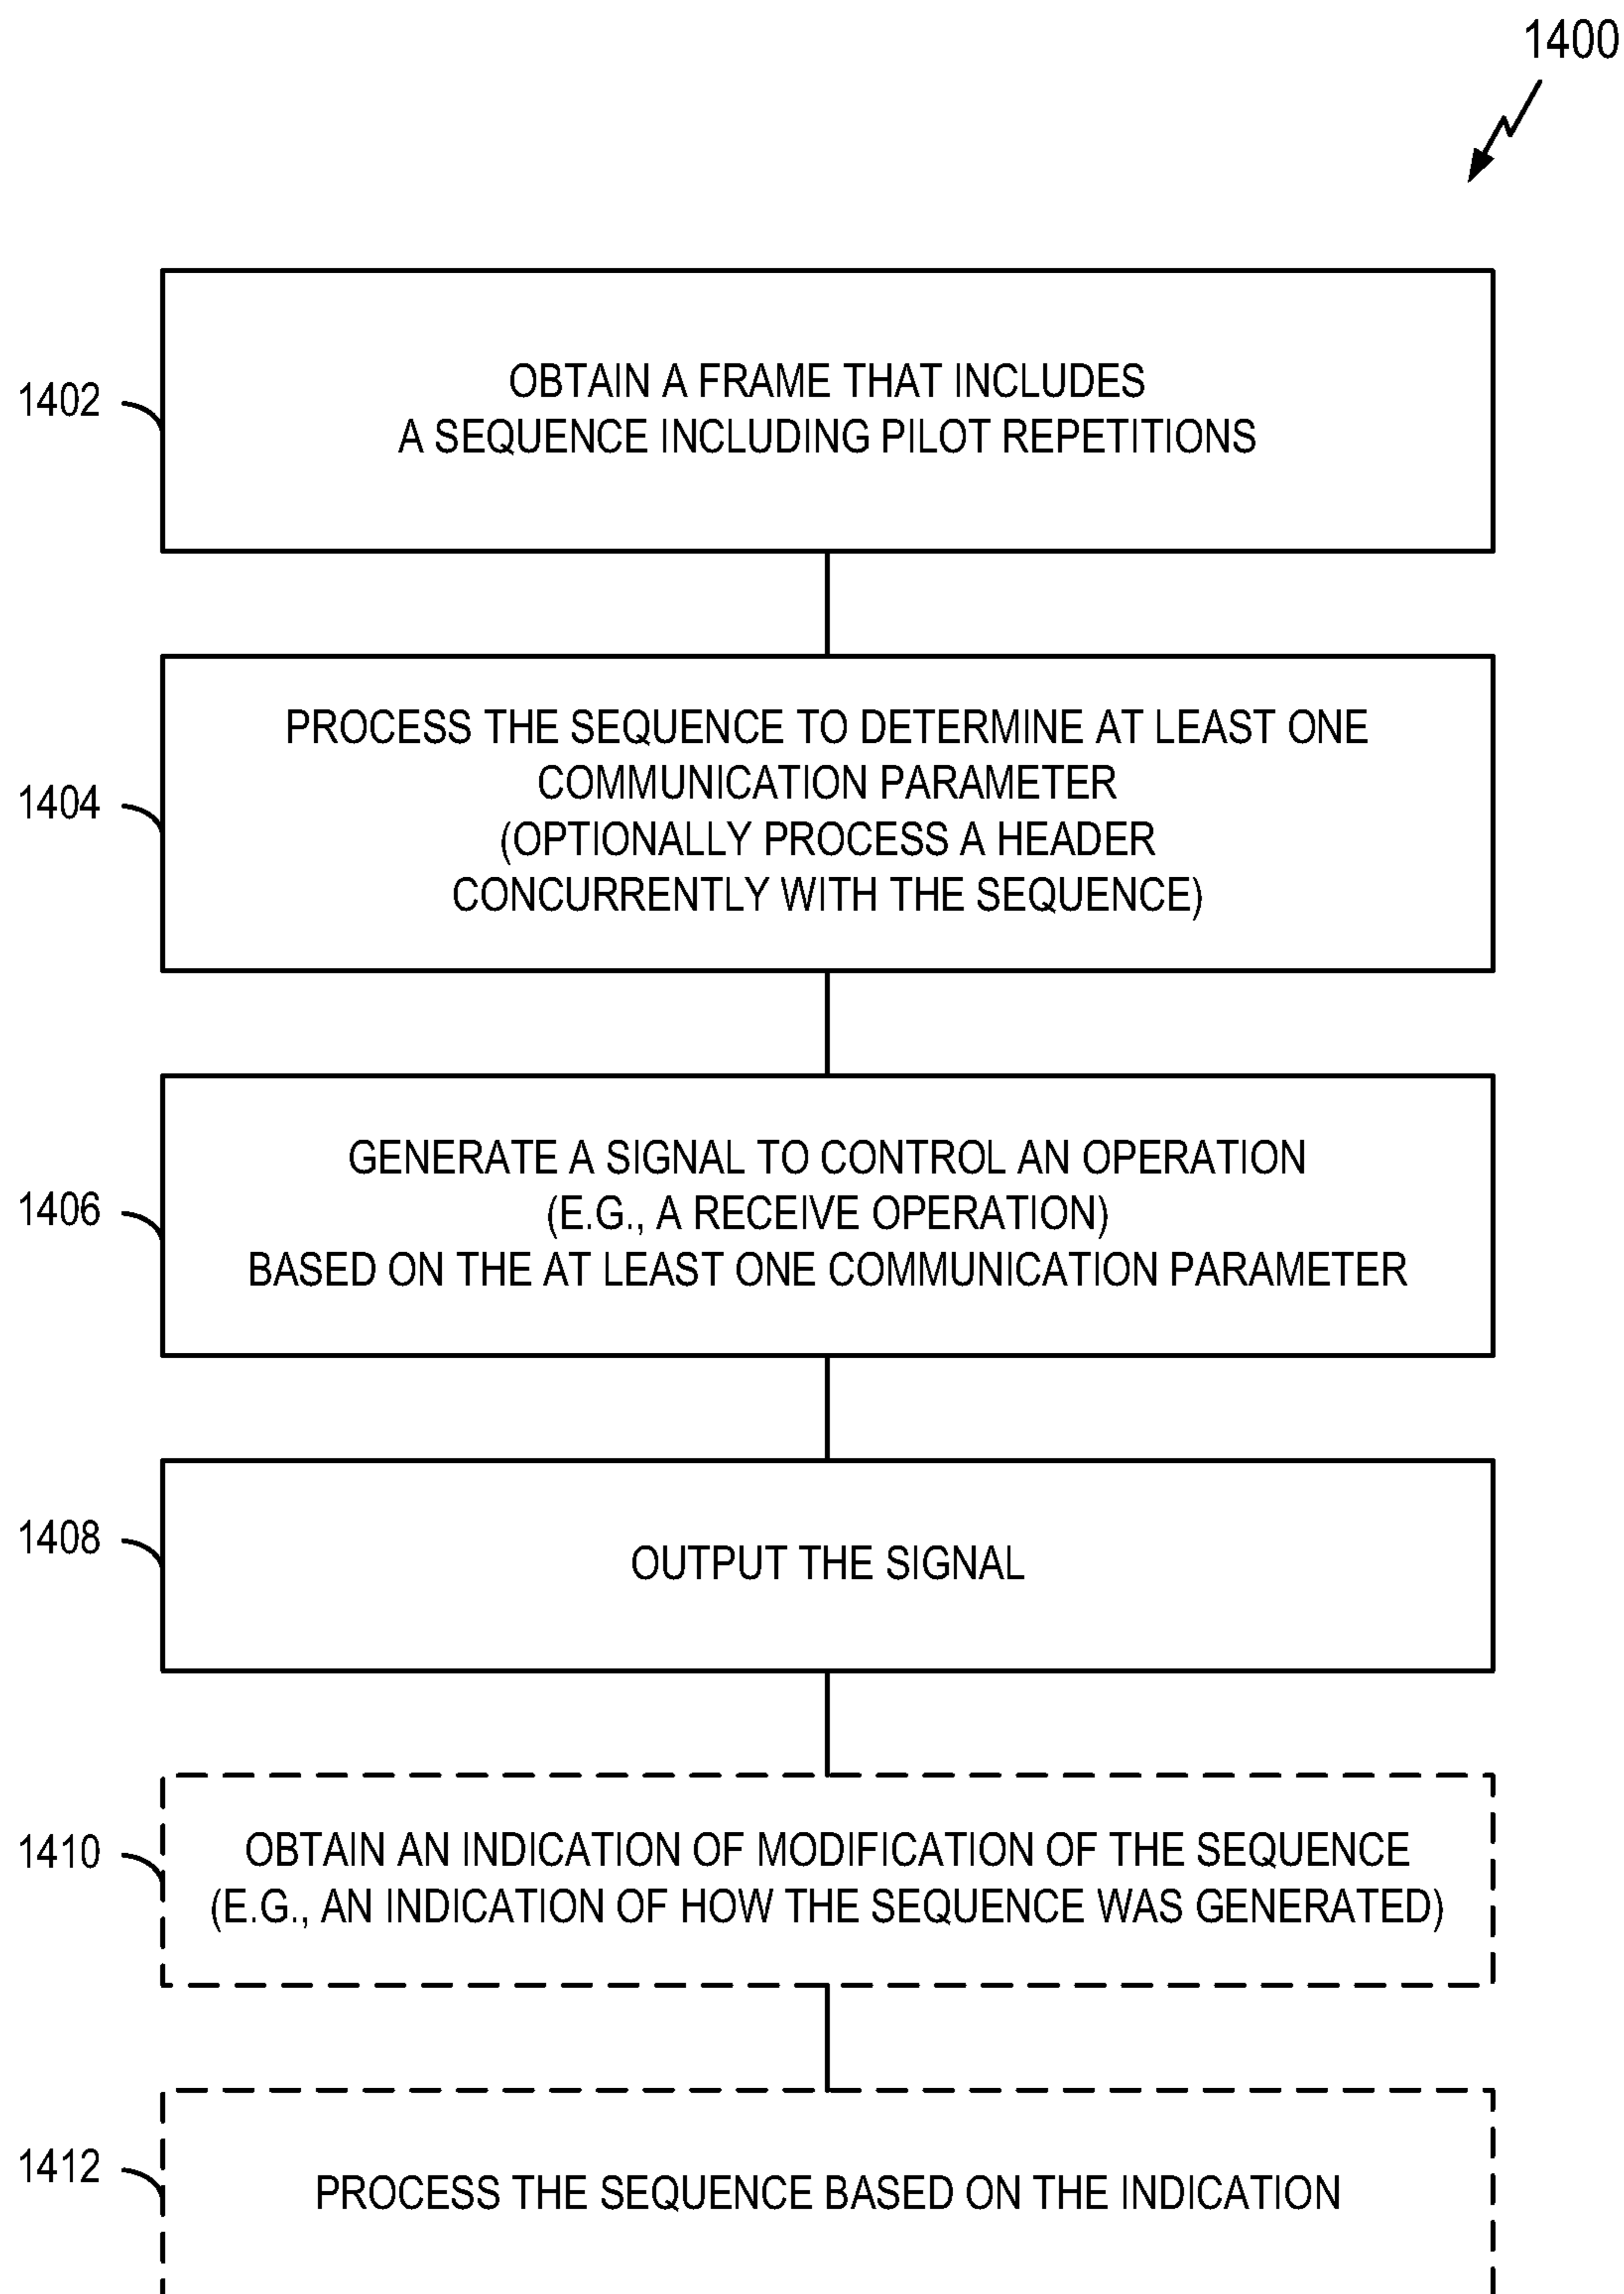 1400
1402
OBTAIN A FRAME THAT INCLUDES
A SEQUENCE INCLUDING PILOT REPETITIONS
1404
PROCESS THE SEQUENCE TO DETERMINE AT LEAST ONE
COMMUNICATION PARAMETER
(OPTIONALLY PROCESS A HEADER
CONCURRENTLY WITH THE SEQUENCE)
1406
GENERATE A SIGNAL TO CONTROL AN OPERATION
(E.G., A RECEIVE OPERATION)
BASED ON THE AT LEAST ONE COMMUNICATION PARAMETER
1408
OUTPUT THE SIGNAL
1410
OBTAIN AN INDICATION OF MODIFICATION OF THE SEQUENCE
(E.G., AN INDICATION OF HOW THE SEQUENCE WAS GENERATED)
1412
PROCESS THE SEQUENCE BASED ON THE INDICATION